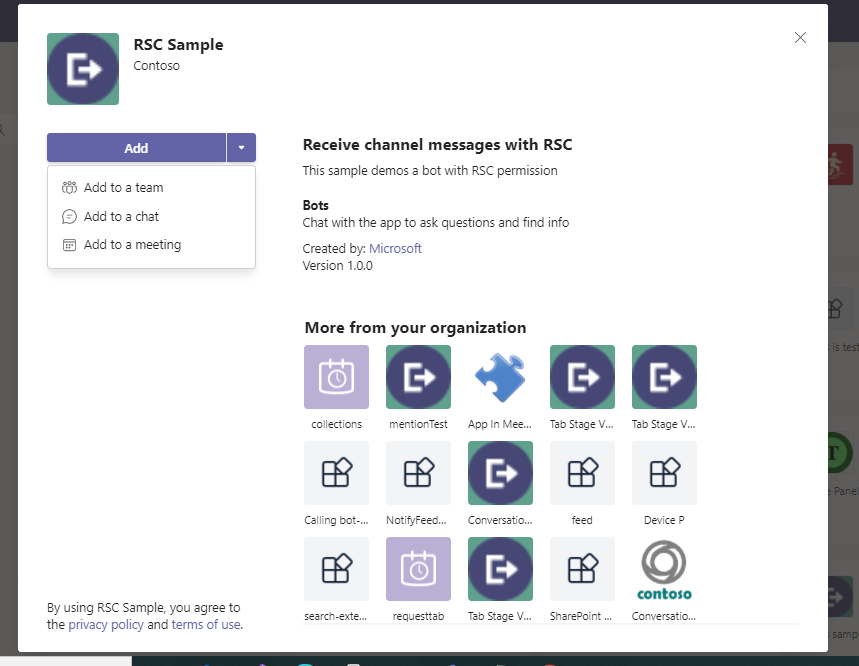 RSC Sample
Contoso
Add
Add to a team
Add to a chat
Add to a meeting
Receive channel messages with RSC
This sample demos a bot with RSC permission
Bots
Chat with the app to ask questions and find info
Created by: Microsoft
Version 1.0.0
More from your organization
collections mentionTest App In Mee... Tab Stage V... Tab Stage V...
Calling bot-... NotifyFeed... Conversatio... feed Device P
contoso
search-exte... requesttab Tab Stage V... SharePoint ... Conversatio...
By using RSC Sample, you agree to
the privacy policy and terms of use.
is test
T
e Panel
samp